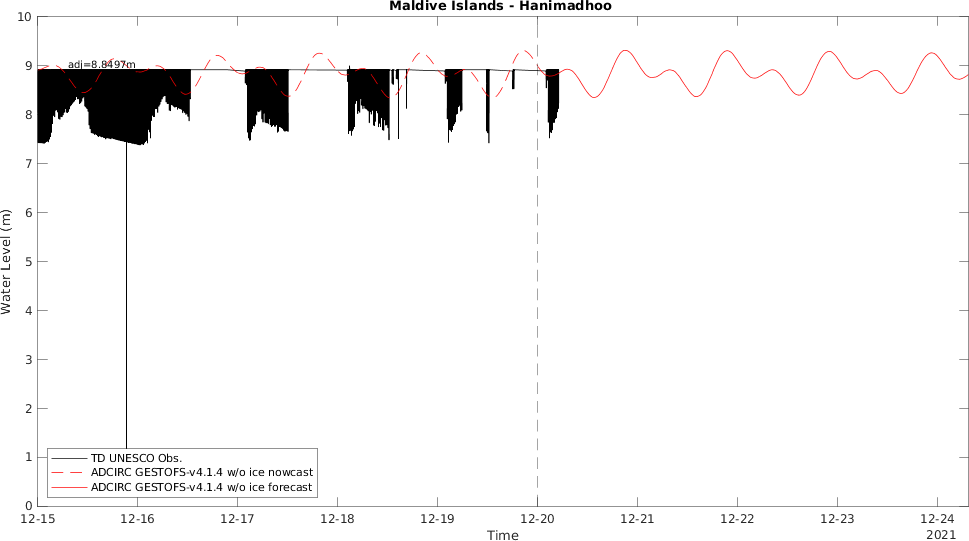 Maldive Islands - Hanimadhoo
10
9
8
7
6
5
4
3
2
1
0
Water Level (m)
adj=8.8497m
TD UNESCO Obs.
ADCIRC GESTOFS-v4.1.4 w/o ice nowcast
ADCIRC GESTOFS-v4.1.4 w/o ice forecast
12-15 12-16 12-17 12-18 12-19 12-20 12-21 12-22 12-23 12-24
Time
2021